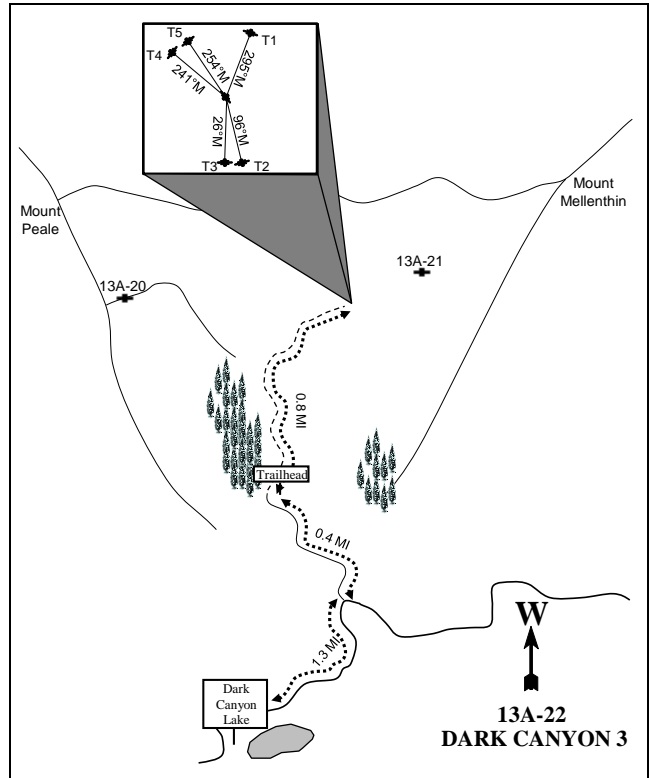 T5
T1
T4
254°M
241°M
295°M
26°M
96°M
T3
T2
Mount
Peale
Mount
Mellenthin
13A-20
13A-21
0.8 MI
Trailhead
0.4 MI
1.3 MI
W
Dark
Canyon
Lake
13A-22
DARK CANYON 3